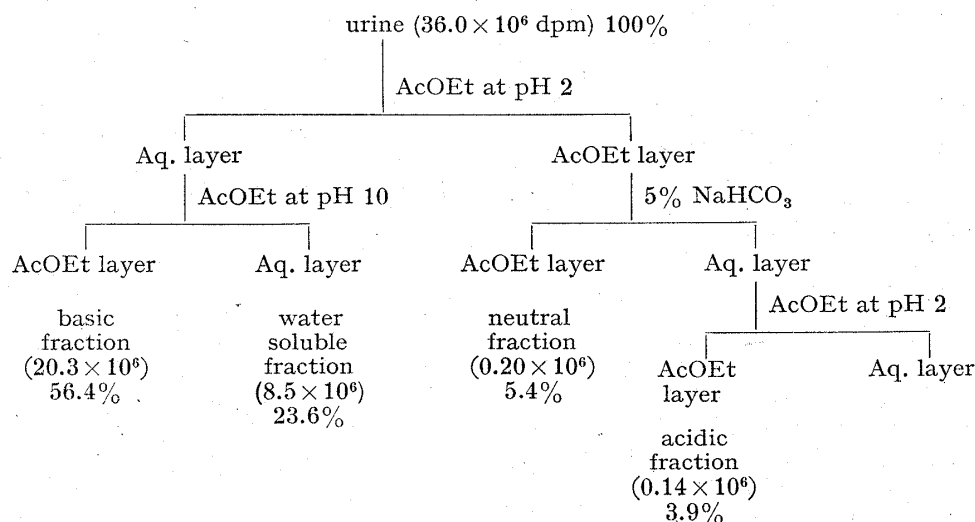 urine (36.0 × 10⁶ dpm) 100%
AcOEt at pH 2
Aq. layer
AcOEt layer
AcOEt at pH 10
5% NaHCO₃
AcOEt layer
Aq. layer
AcOEt layer
Aq. layer
basic
fraction
(20.3 × 10⁶)
56.4%
water
soluble
fraction
(8.5 × 10⁶)
23.6%
neutral
fraction
(0.20 × 10⁶)
5.4%
AcOEt at pH 2
AcOEt
layer
Aq. layer
acidic
fraction
(0.14 × 10⁶)
3.9%